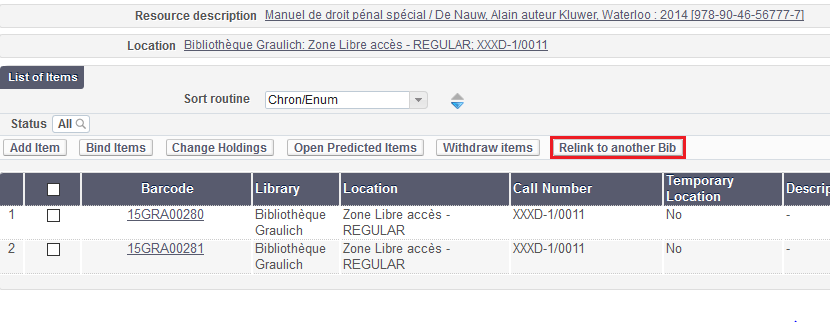 Resource description Manuel de droit pénal spécial / De Nauw, Alain auteur Kluwer, Waterloo : 2014 [978-90-46-56777-7]
Location Bibliothèque Graulich: Zone Libre accès - REGULAR; XXXD-1/0011
List of Items
Sort routine Chron/Enum
Status All
Add Item Bind Items Change Holdings Open Predicted Items Withdraw items Relink to another Bib
Barcode Library Location Call Number Temporary Location Descrip
1 15GRA00280 Bibliothèque Graulich Zone Libre accès - REGULAR XXXD-1/0011 No -
2 15GRA00281 Bibliothèque Graulich Zone Libre accès - REGULAR XXXD-1/0011 No -